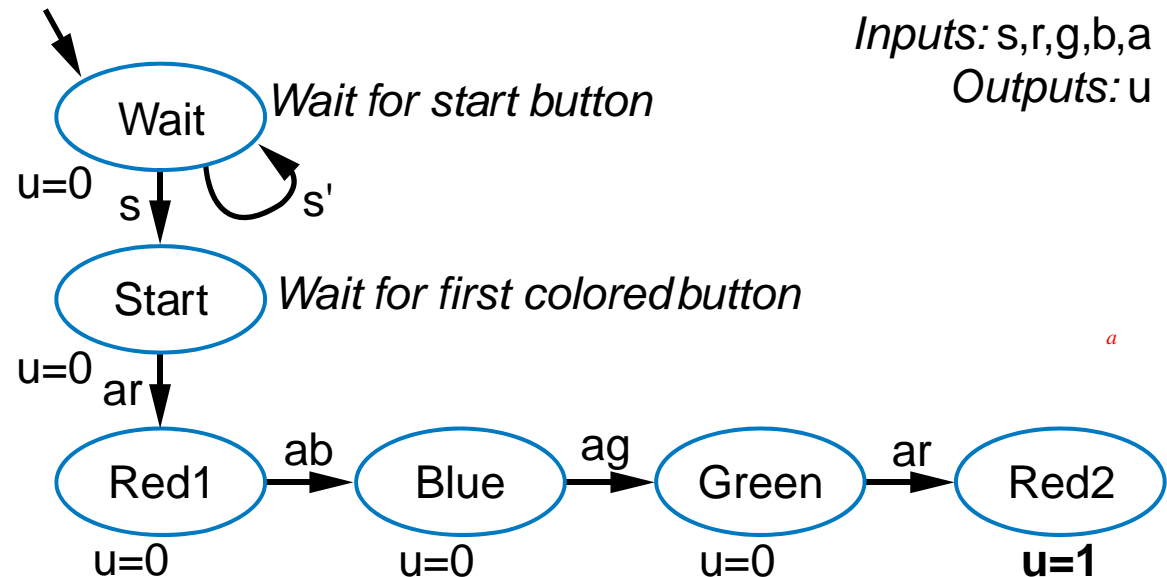 Inputs: s,r,g,b,a
Outputs: u
Wait
Wait for start button
u=0
s
s'
Start
Wait for first colored button
a
u=0
ar
Red1
ab
Blue
ag
Green
ar
Red2
u=0
u=0
u=0
u=1